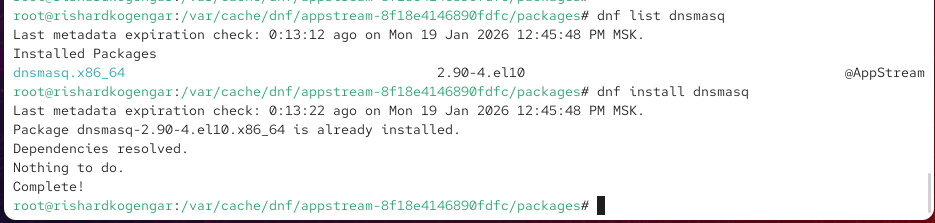 root@rishardkogengar:/var/cache/dnf/appstream-8f18e4146890fdfc/packages# dnf list dnsmasq
Last metadata expiration check: 0:13:12 ago on Mon 19 Jan 2026 12:45:48 PM MSK.
Installed Packages
dnsmasq.x86_64 2.90-4.el10 @AppStream
root@rishardkogengar:/var/cache/dnf/appstream-8f18e4146890fdfc/packages# dnf install dnsmasq
Last metadata expiration check: 0:13:22 ago on Mon 19 Jan 2026 12:45:48 PM MSK.
Package dnsmasq-2.90-4.el10.x86_64 is already installed.
Dependencies resolved.
Nothing to do.
Complete!
root@rishardkogengar:/var/cache/dnf/appstream-8f18e4146890fdfc/packages#